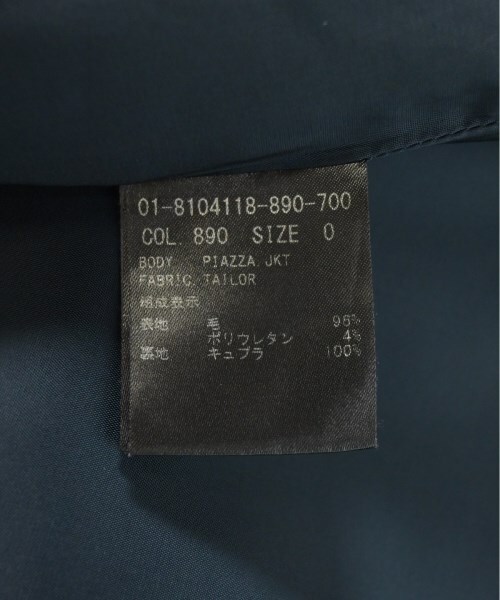 01-8104118-890-700
COL. 890 SIZE 0
BODY PIAZZA JKT
FABRIC TAILOR
組成表示
表地 毛 96%
ポリウレタン 4%
裏地 キュプラ 100%